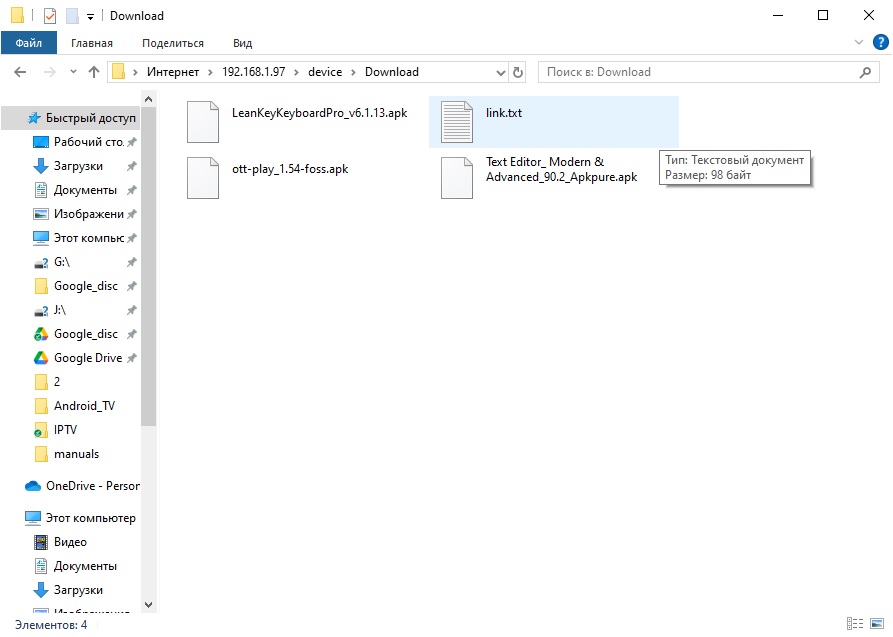 Download
Файл Главная Поделиться Вид
Интернет 192.168.1.97 device Download Поиск в: Download
Быстрый доступ
Рабочий сто.
Загрузки
Документы
Изображени
Этот компьк
G:\
Google_disc
J:\
Google_disc
Google Drive
2
Android_TV
IPTV
manuals
OneDrive - Person
Этот компьютер
Видео
Документы
Загрузки
LeanKeyKeyboardPro_v6.1.13.apk
link.txt
ott-play_1.54-foss.apk
Text Editor_ Modern &
Advanced_90.2_Apkpure.apk
Тип: Текстовый документ
Размер: 98 байт
Элементов: 4